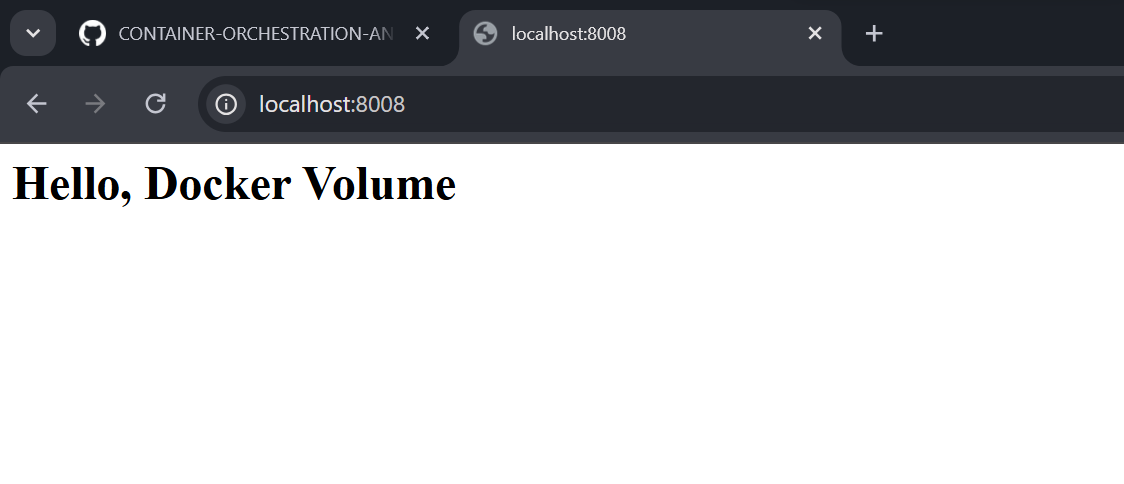 CONTAINER-ORCHESTRATION-AN
localhost:8008
localhost:8008
Hello, Docker Volume